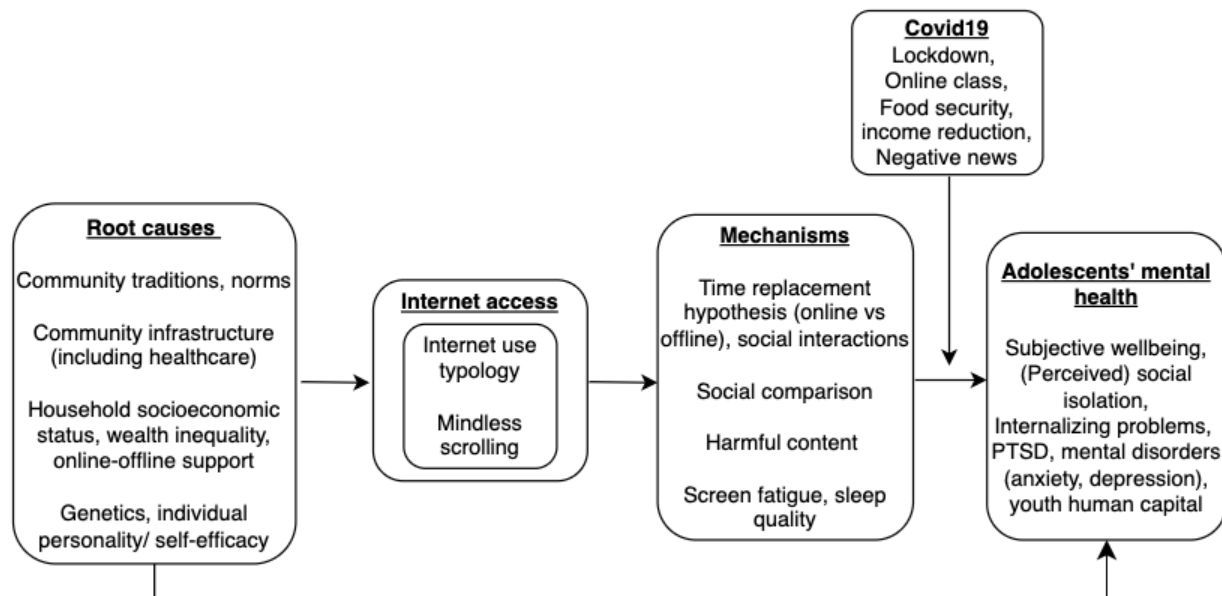 Covid19
Lockdown,
Online class,
Food security,
income reduction,
Negative news
Root causes
Community traditions, norms
Community infrastructure
(including healthcare)
Household socioeconomic
status, wealth inequality,
online-offline support
Genetics, individual
personality/ self-efficacy
Internet access
Internet use
typology
Mindless
scrolling
Mechanisms
Time replacement
hypothesis (online vs
offline), social interactions
Social comparison
Harmful content
Screen fatigue, sleep
quality
Adolescents' mental
health
Subjective wellbeing,
(Perceived) social
isolation,
Internalizing problems,
PTSD, mental disorders
(anxiety, depression),
youth human capital